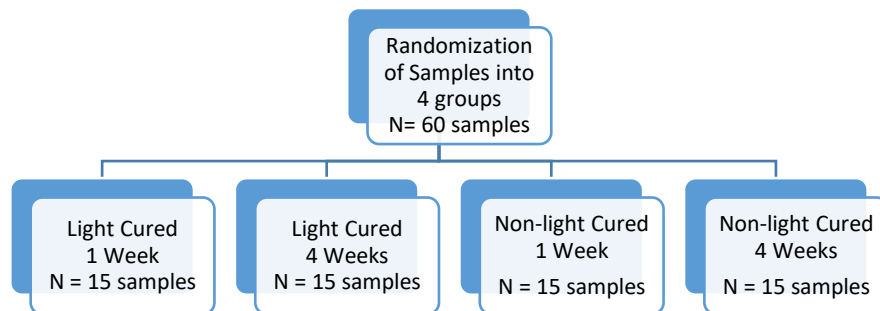 Randomization
of Samples into
4 groups
N= 60 samples
Light Cured
1 Week
N = 15 samples
Light Cured
4 Weeks
N = 15 samples
Non-light Cured
1 Week
N = 15 samples
Non-light Cured
4 Weeks
N = 15 samples